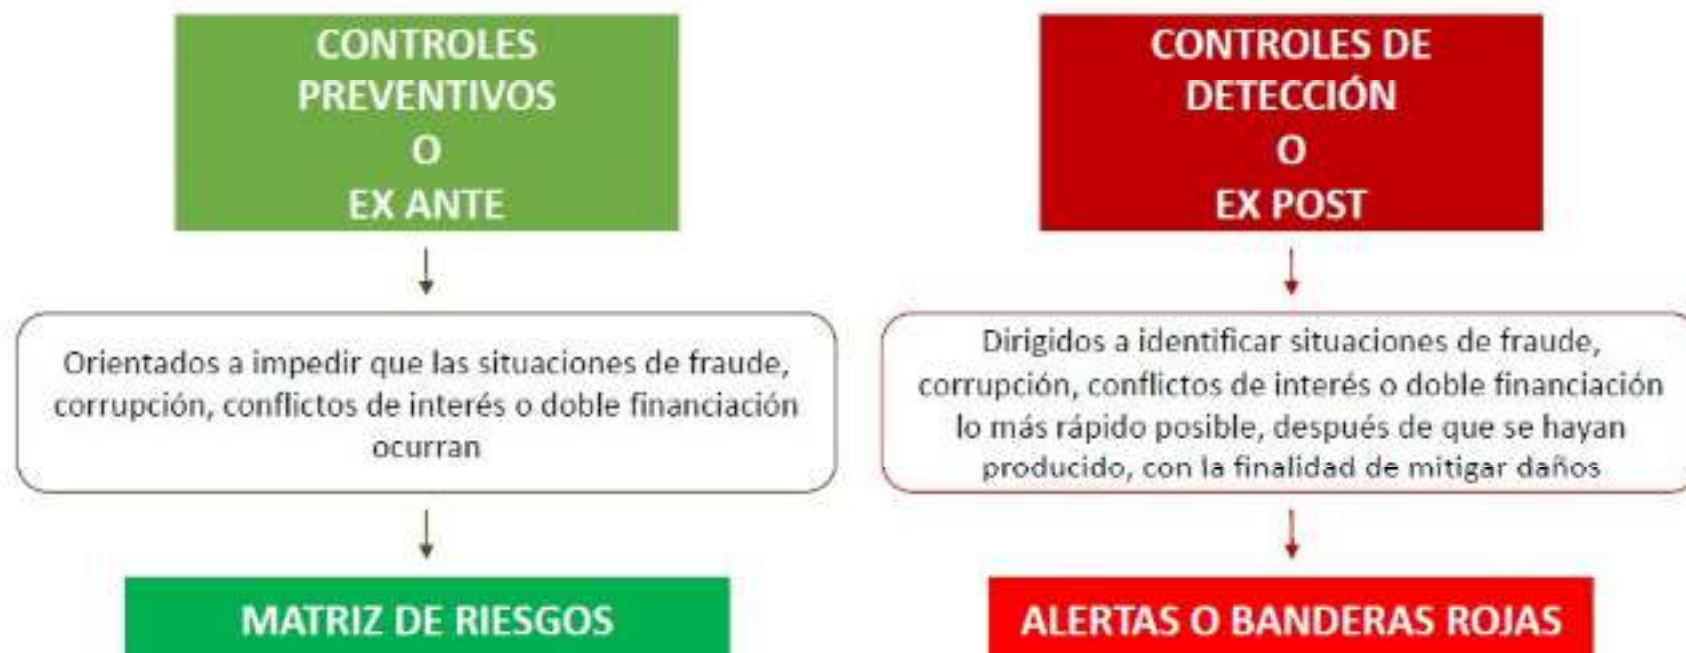 CONTROLES
PREVENTIVOS
O
EX ANTE
Orientados a impedir que las situaciones de fraude,
corrupción, conflictos de interés o doble financiación
ocurran
MATRIZ DE RIESGOS
CONTROLES DE
DETECCIÓN
O
EX POST
Dirigidos a identificar situaciones de fraude,
corrupción, conflictos de interés o doble financiación
lo más rápido posible, después de que se hayan
producido, con la finalidad de mitigar daños
ALERTAS O BANDERAS ROJAS